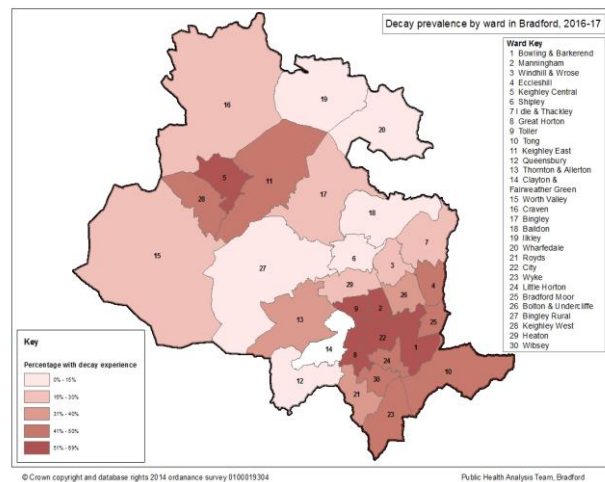 Decay prevalence by ward in Bradford, 2016-17
Ward Key
1 Bowling & Barkerend
2 Manningham
3 Windhill & Wrose
4 Eccleshill
5 Keighley Central
6 Shipley
7 Idle & Thackley
8 Great Horton
9 Toller
10 Tong
11 Keighley East
12 Queensbury
13 Thornton & Allerton
14 Clayton &
Fairweather Green
15 Worth Valley
16 Craven
17 Bingley
18 Baildon
19 Ilkley
20 Wharfedale
21 Royds
22 City
23 Wyke
24 Little Horton
25 Bradford Moor
26 Bolton & Undercliffe
27 Bingley Rural
28 Keighley West
29 Heaton
30 Wibsey
19
16
20
5
11
28
17
18
7
6
3
27
15
29
4
26
9
2
13
25
22
14
1
8
24
10
12
30
21
23
Key
Percentage with decay experience
0% - 15%
16% - 30%
31% - 40%
41% - 50%
51% - 69%
© Crown copyright and database rights 2014 ordanance survey 0100019304
Public Health Analysis Team, Bradford